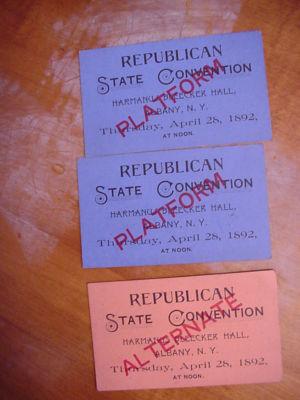 REPUBLICAN
STATE CONVENTION
HARMANUS BLEECKER HALL,
ALBANY, N. Y.
Thursday, April 28, 1892,
AT NOON.
PLATFORM
REPUBLICAN
STATE CONVENTION
HARMANUS BLEECKER HALL,
ALBANY, N. Y.
Thursday, April 28, 1892,
AT NOON.
PLATFORM
REPUBLICAN
STATE CONVENTION
HARMANUS BLEECKER HALL,
ALBANY, N. Y.
Thursday, April 28, 1892,
AT NOON.
ALTERNATE